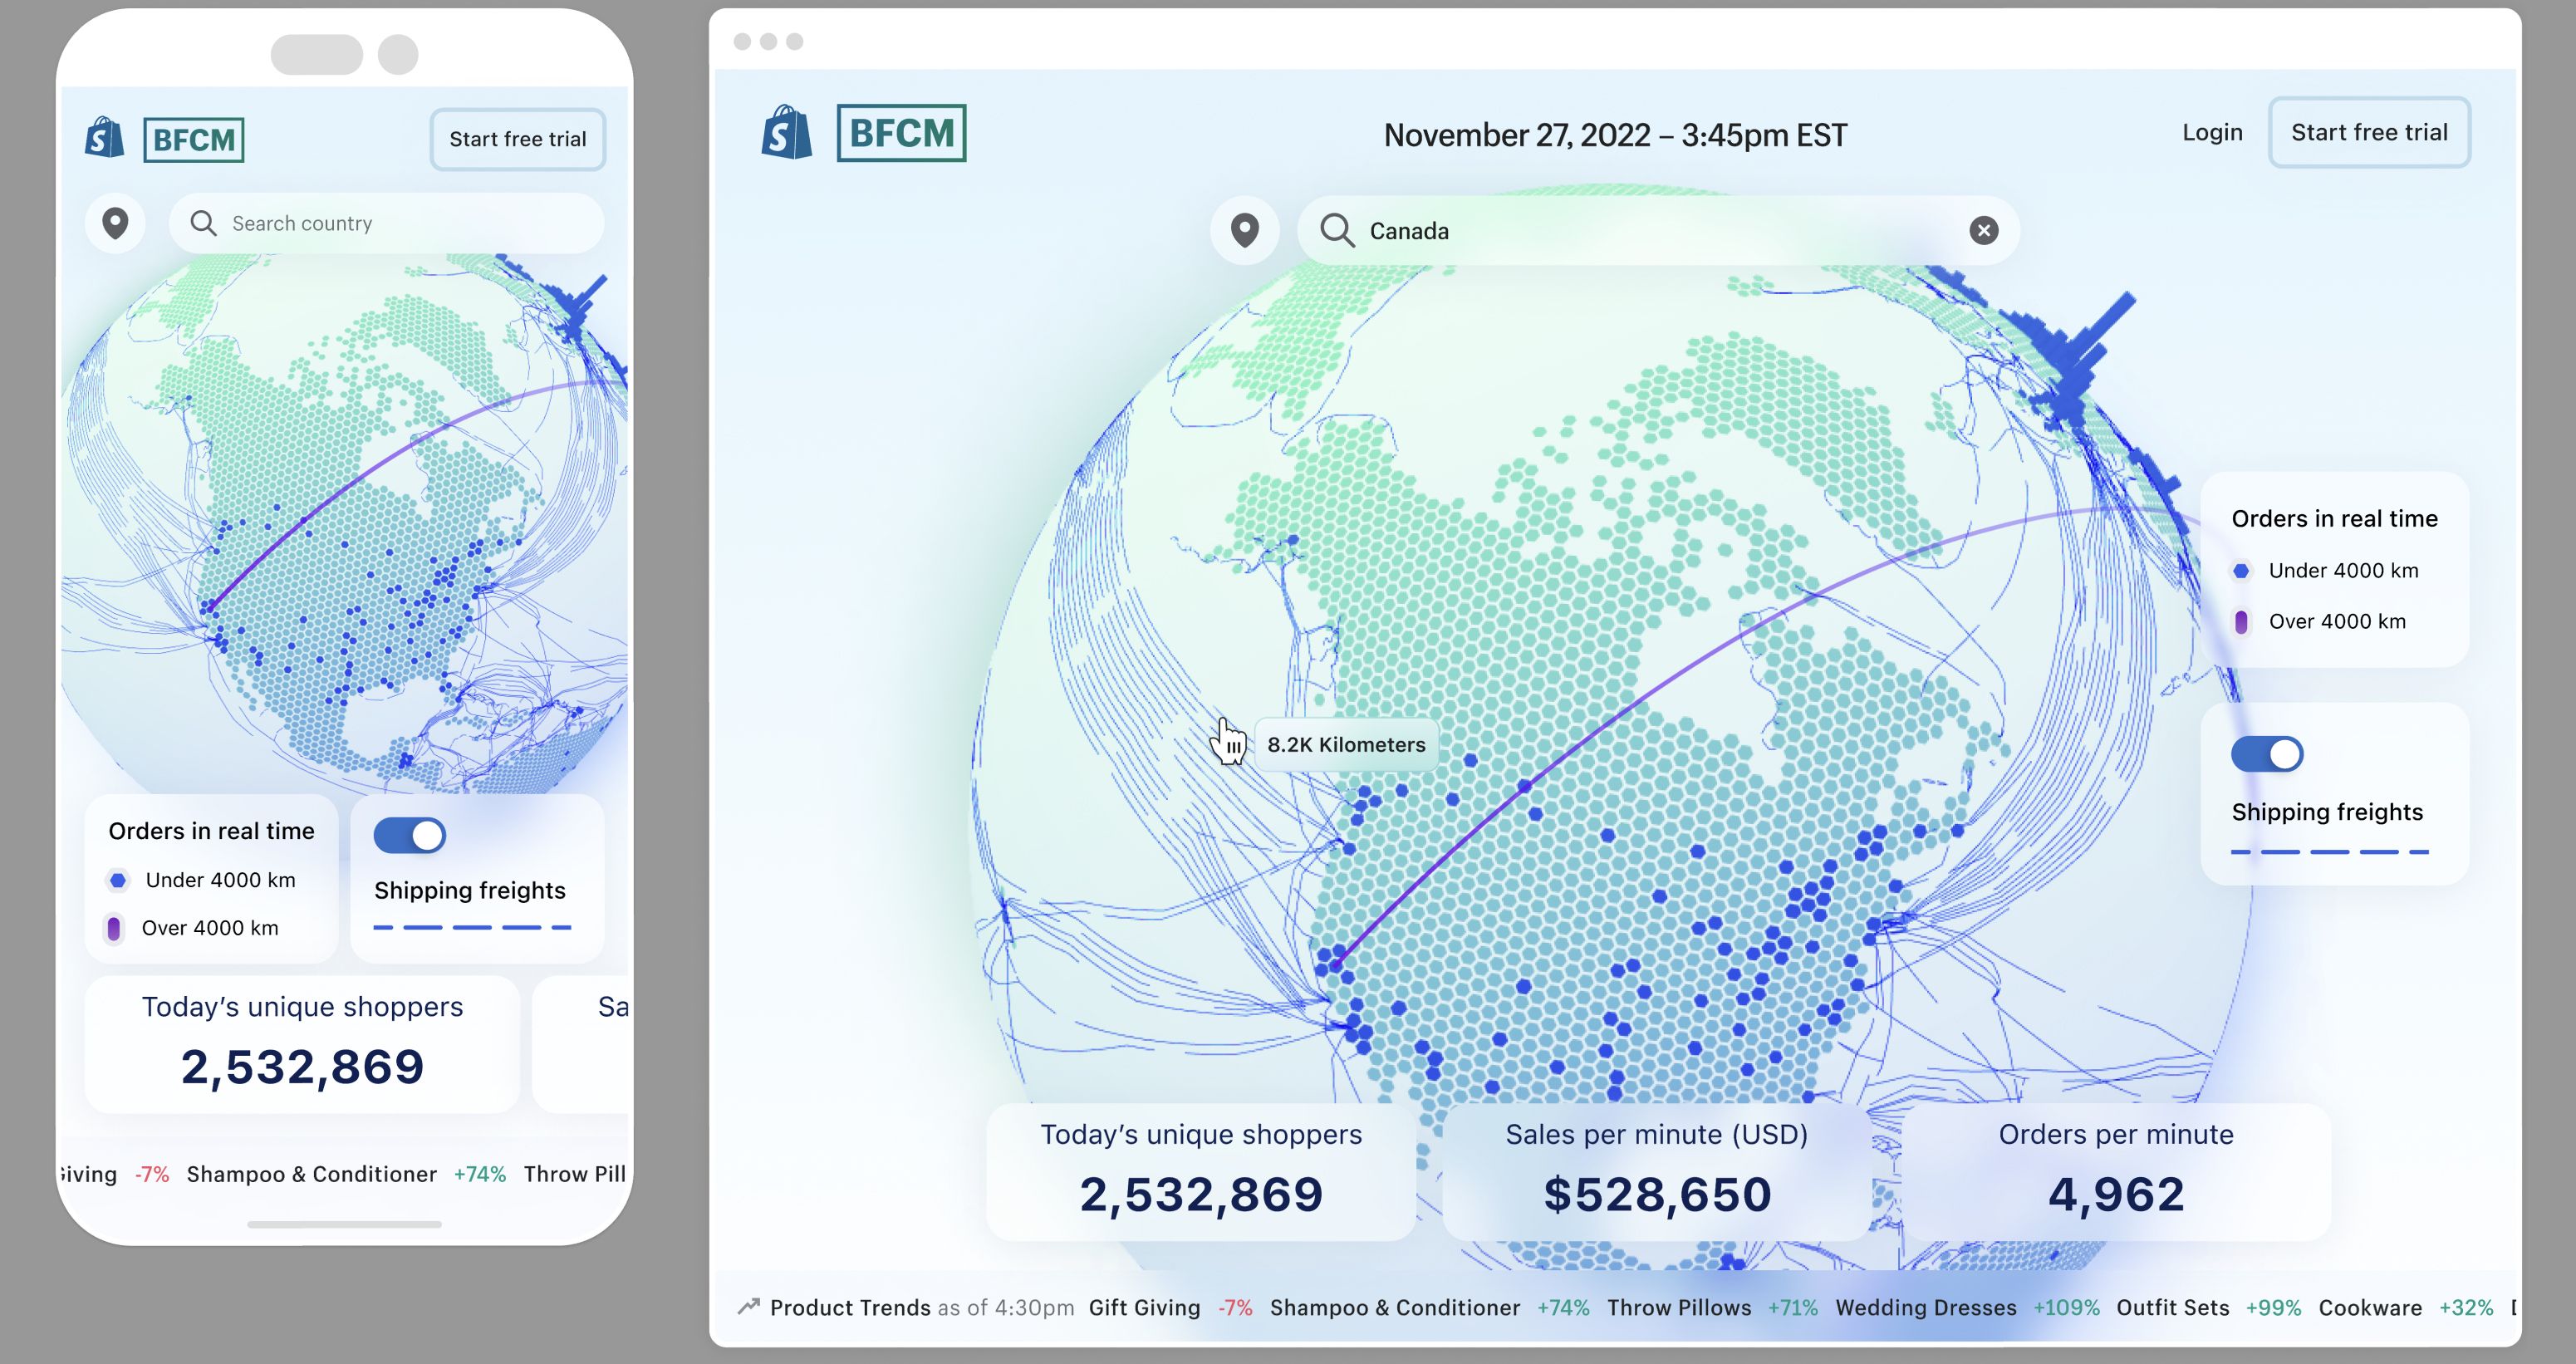 S BFCM
Start free trial
Search country
Orders in real time
Under 4000 km
Over 4000 km
Shipping freights
Today’s unique shoppers
2,532,869
Sa
Giving -7% Shampoo & Conditioner +74% Throw Pill
S BFCM
November 27, 2022 – 3:45pm EST
Login
Start free trial
Canada
8.2K Kilometers
Orders in real time
Under 4000 km
Over 4000 km
Shipping freights
Today’s unique shoppers
2,532,869
Sales per minute (USD)
$528,650
Orders per minute
4,962
Product Trends as of 4:30pm Gift Giving -7% Shampoo & Conditioner +74% Throw Pillows +71% Wedding Dresses +109% Outfit Sets +99% Cookware +32%